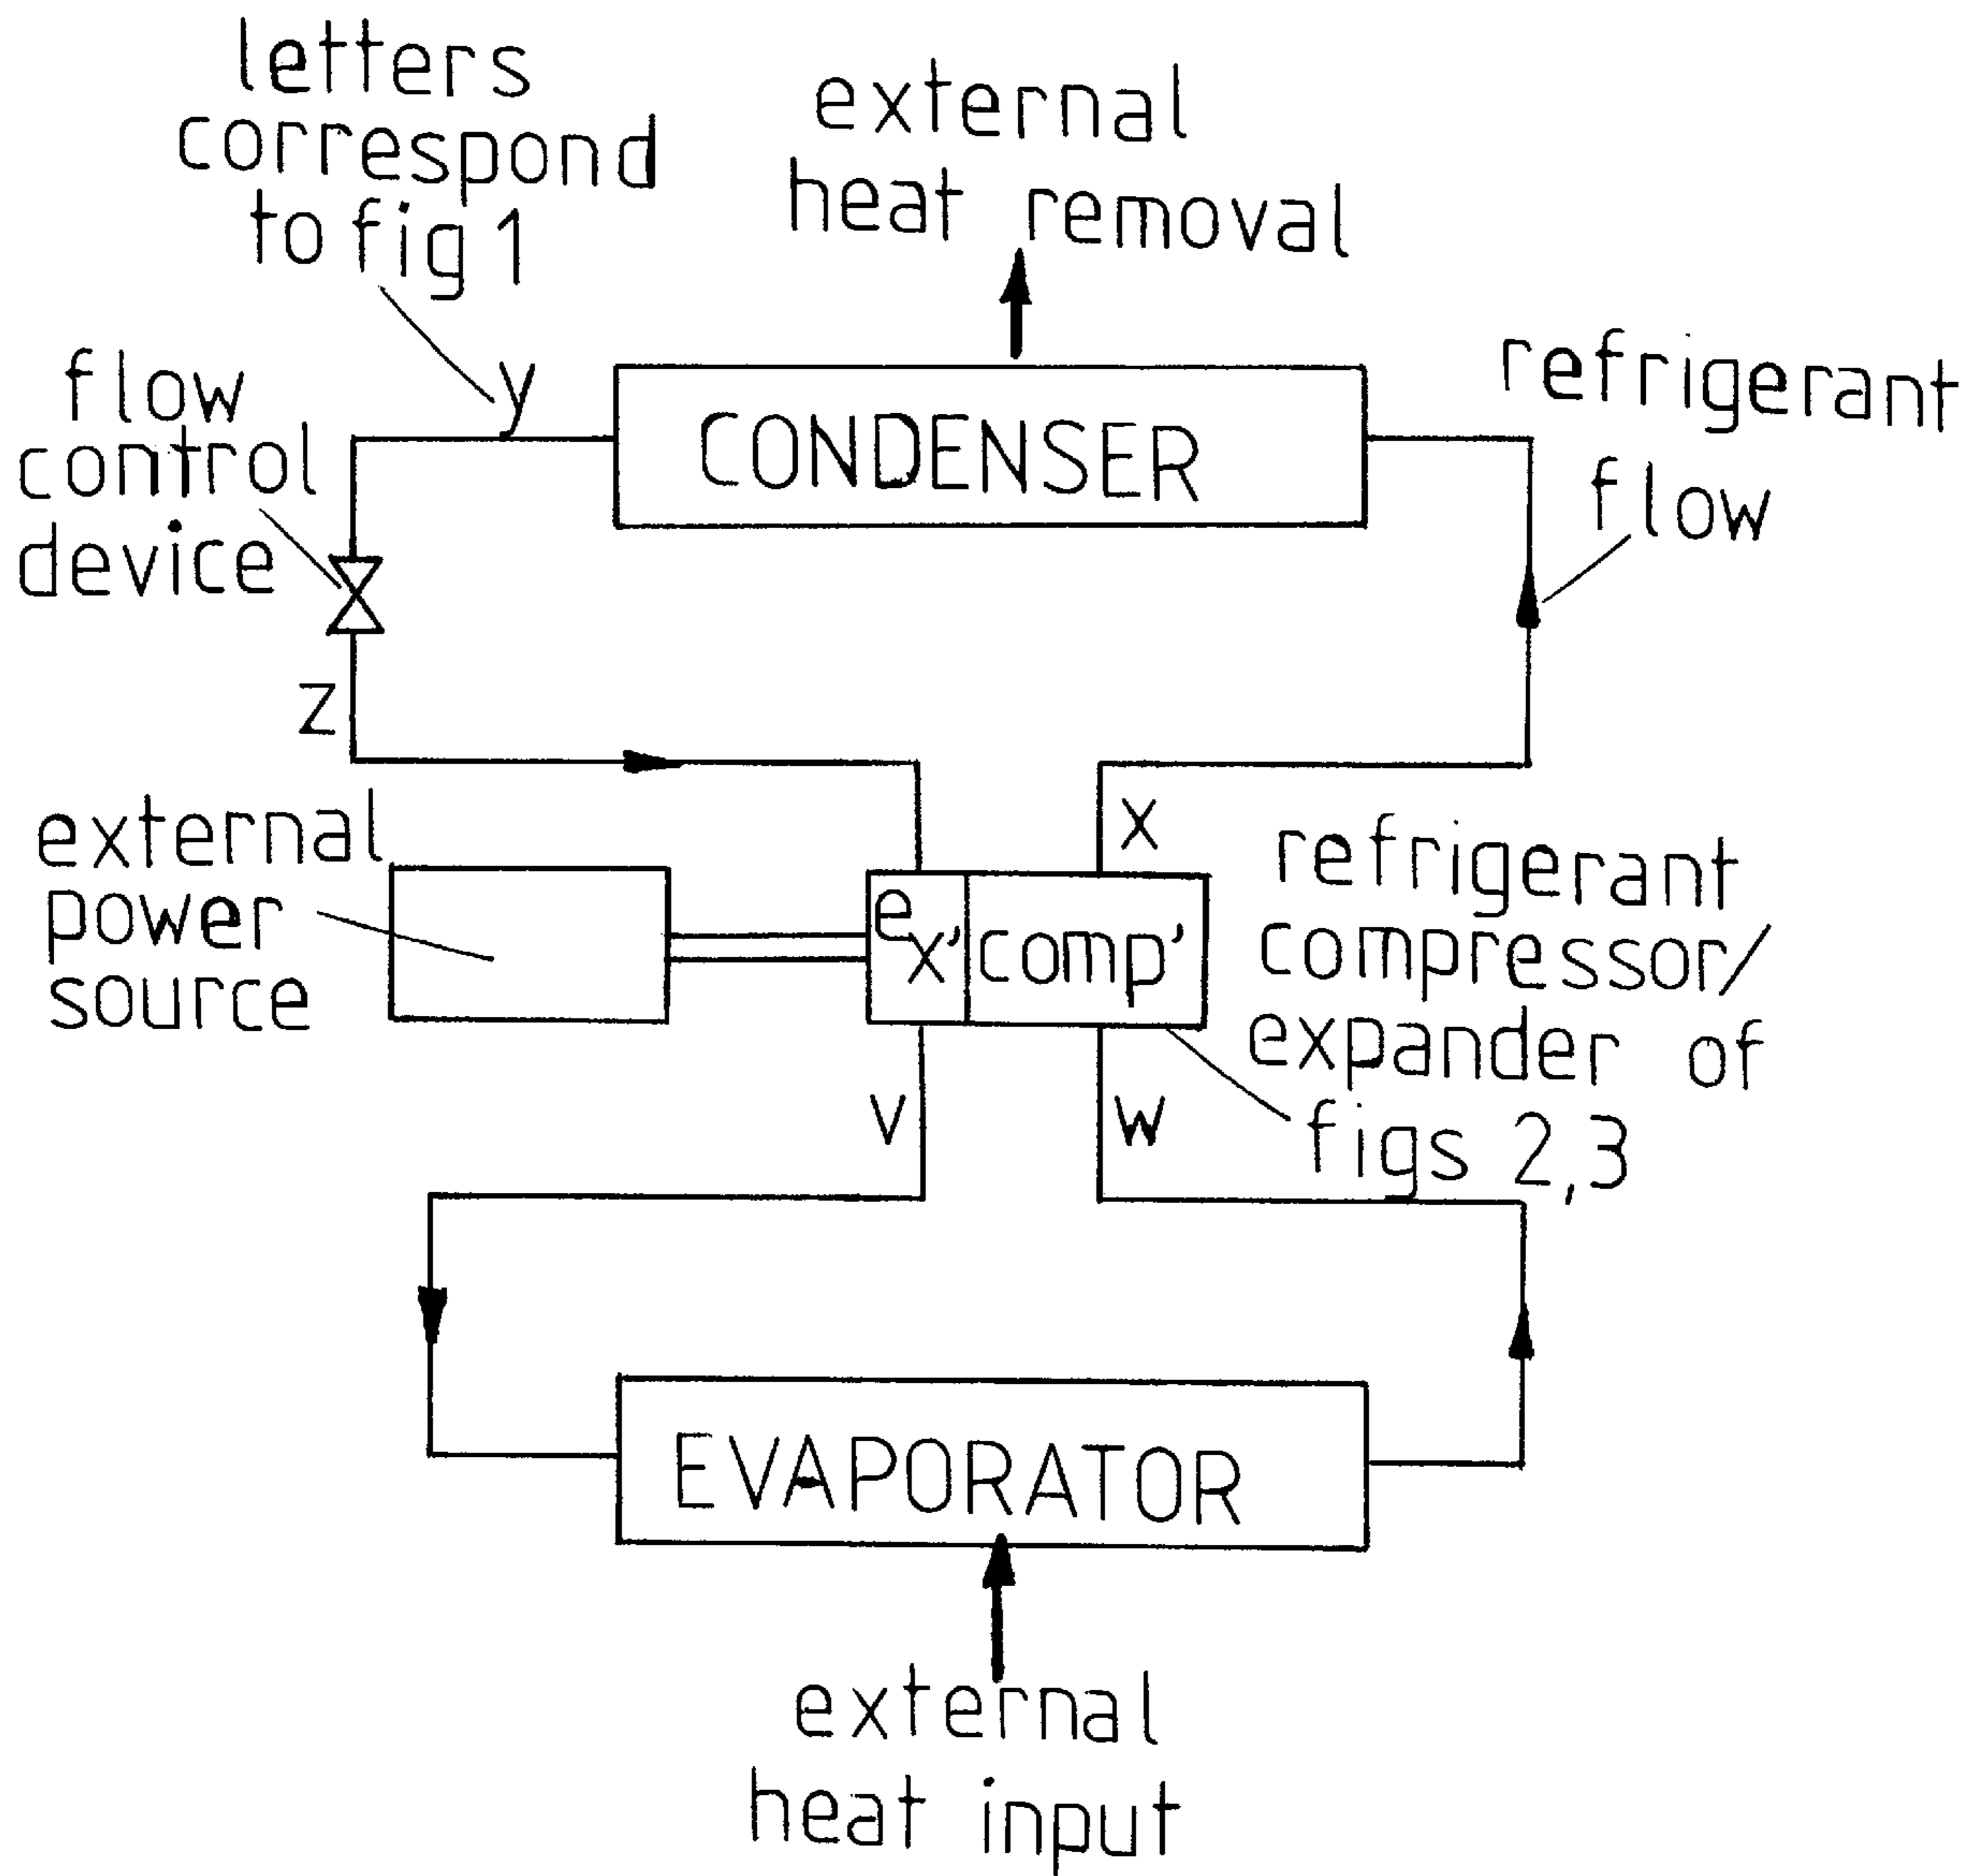 letters
correspond
to fig 1
external
heat removal
flow
control
device
y
CONDENSER
refrigerant
flow
z
x
external
power
source
ex'
comp'
refrigerant
compressor/
expander of
figs 2,3
v
w
EVAPORATOR
external
heat input